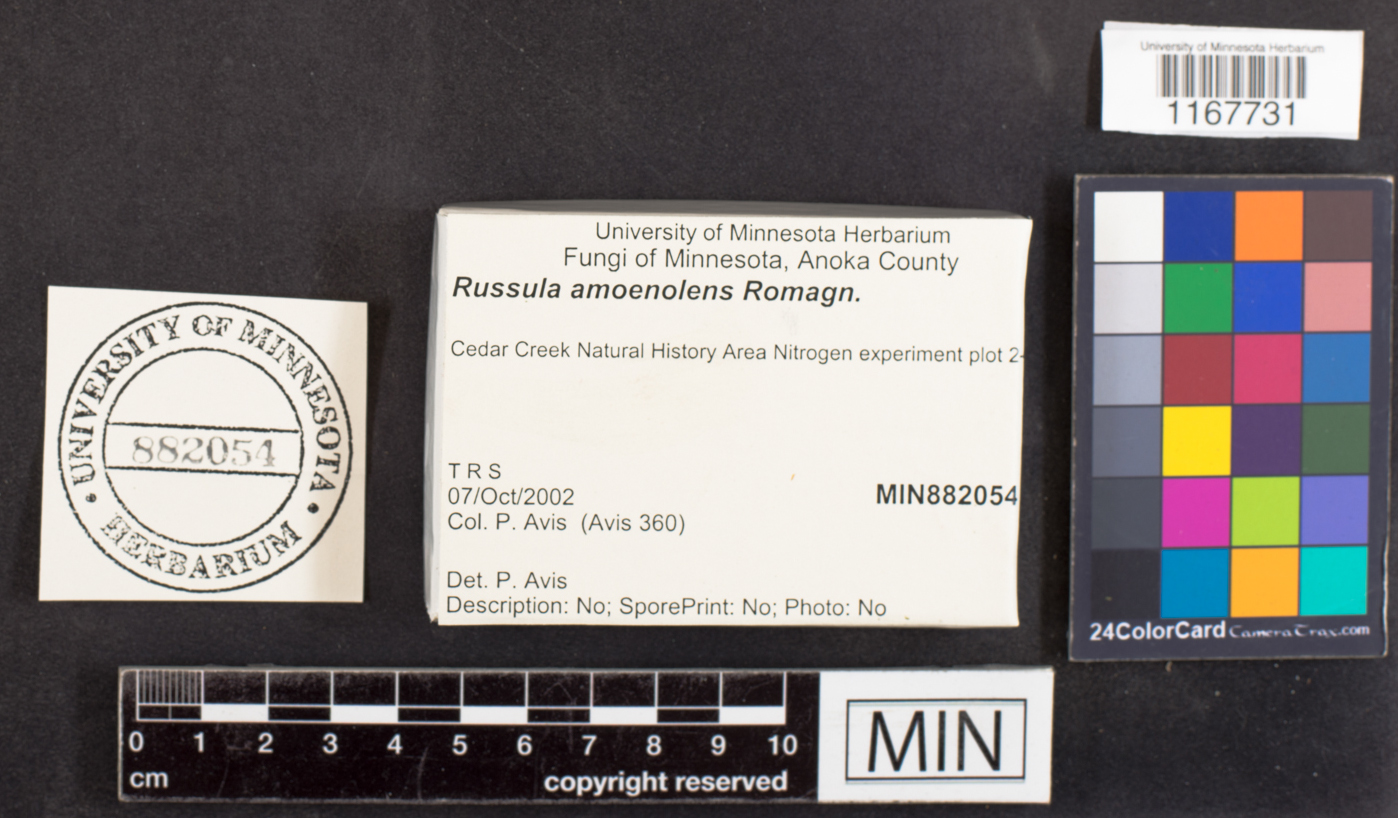 University of Minnesota Herbarium
1167731
University of Minnesota Herbarium
Fungi of Minnesota, Anoka County
Russula amoenolens Romagn.
Cedar Creek Natural History Area Nitrogen experiment plot 2-
T R S
07/Oct/2002
MIN882054
Col. P. Avis (Avis 360)
Det. P. Avis
Description: No; SporePrint: No; Photo: No
UNIVERSITY OF MINNESOTA
882054
HERBARIUM
24ColorCard CameraTrax.com
0 1 2 3 4 5 6 7 8 9 10
cm copyright reserved
MIN